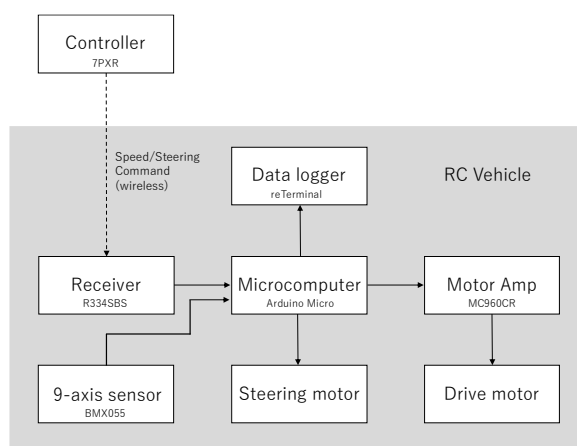 Controller
7PXR
Speed/Steering
Command
(wireless)
Data logger
reTerminal
RC Vehicle
Receiver
R334SBS
Microcomputer
Arduino Micro
Motor Amp
MC960CR
9-axis sensor
BMX055
Steering motor
Drive motor